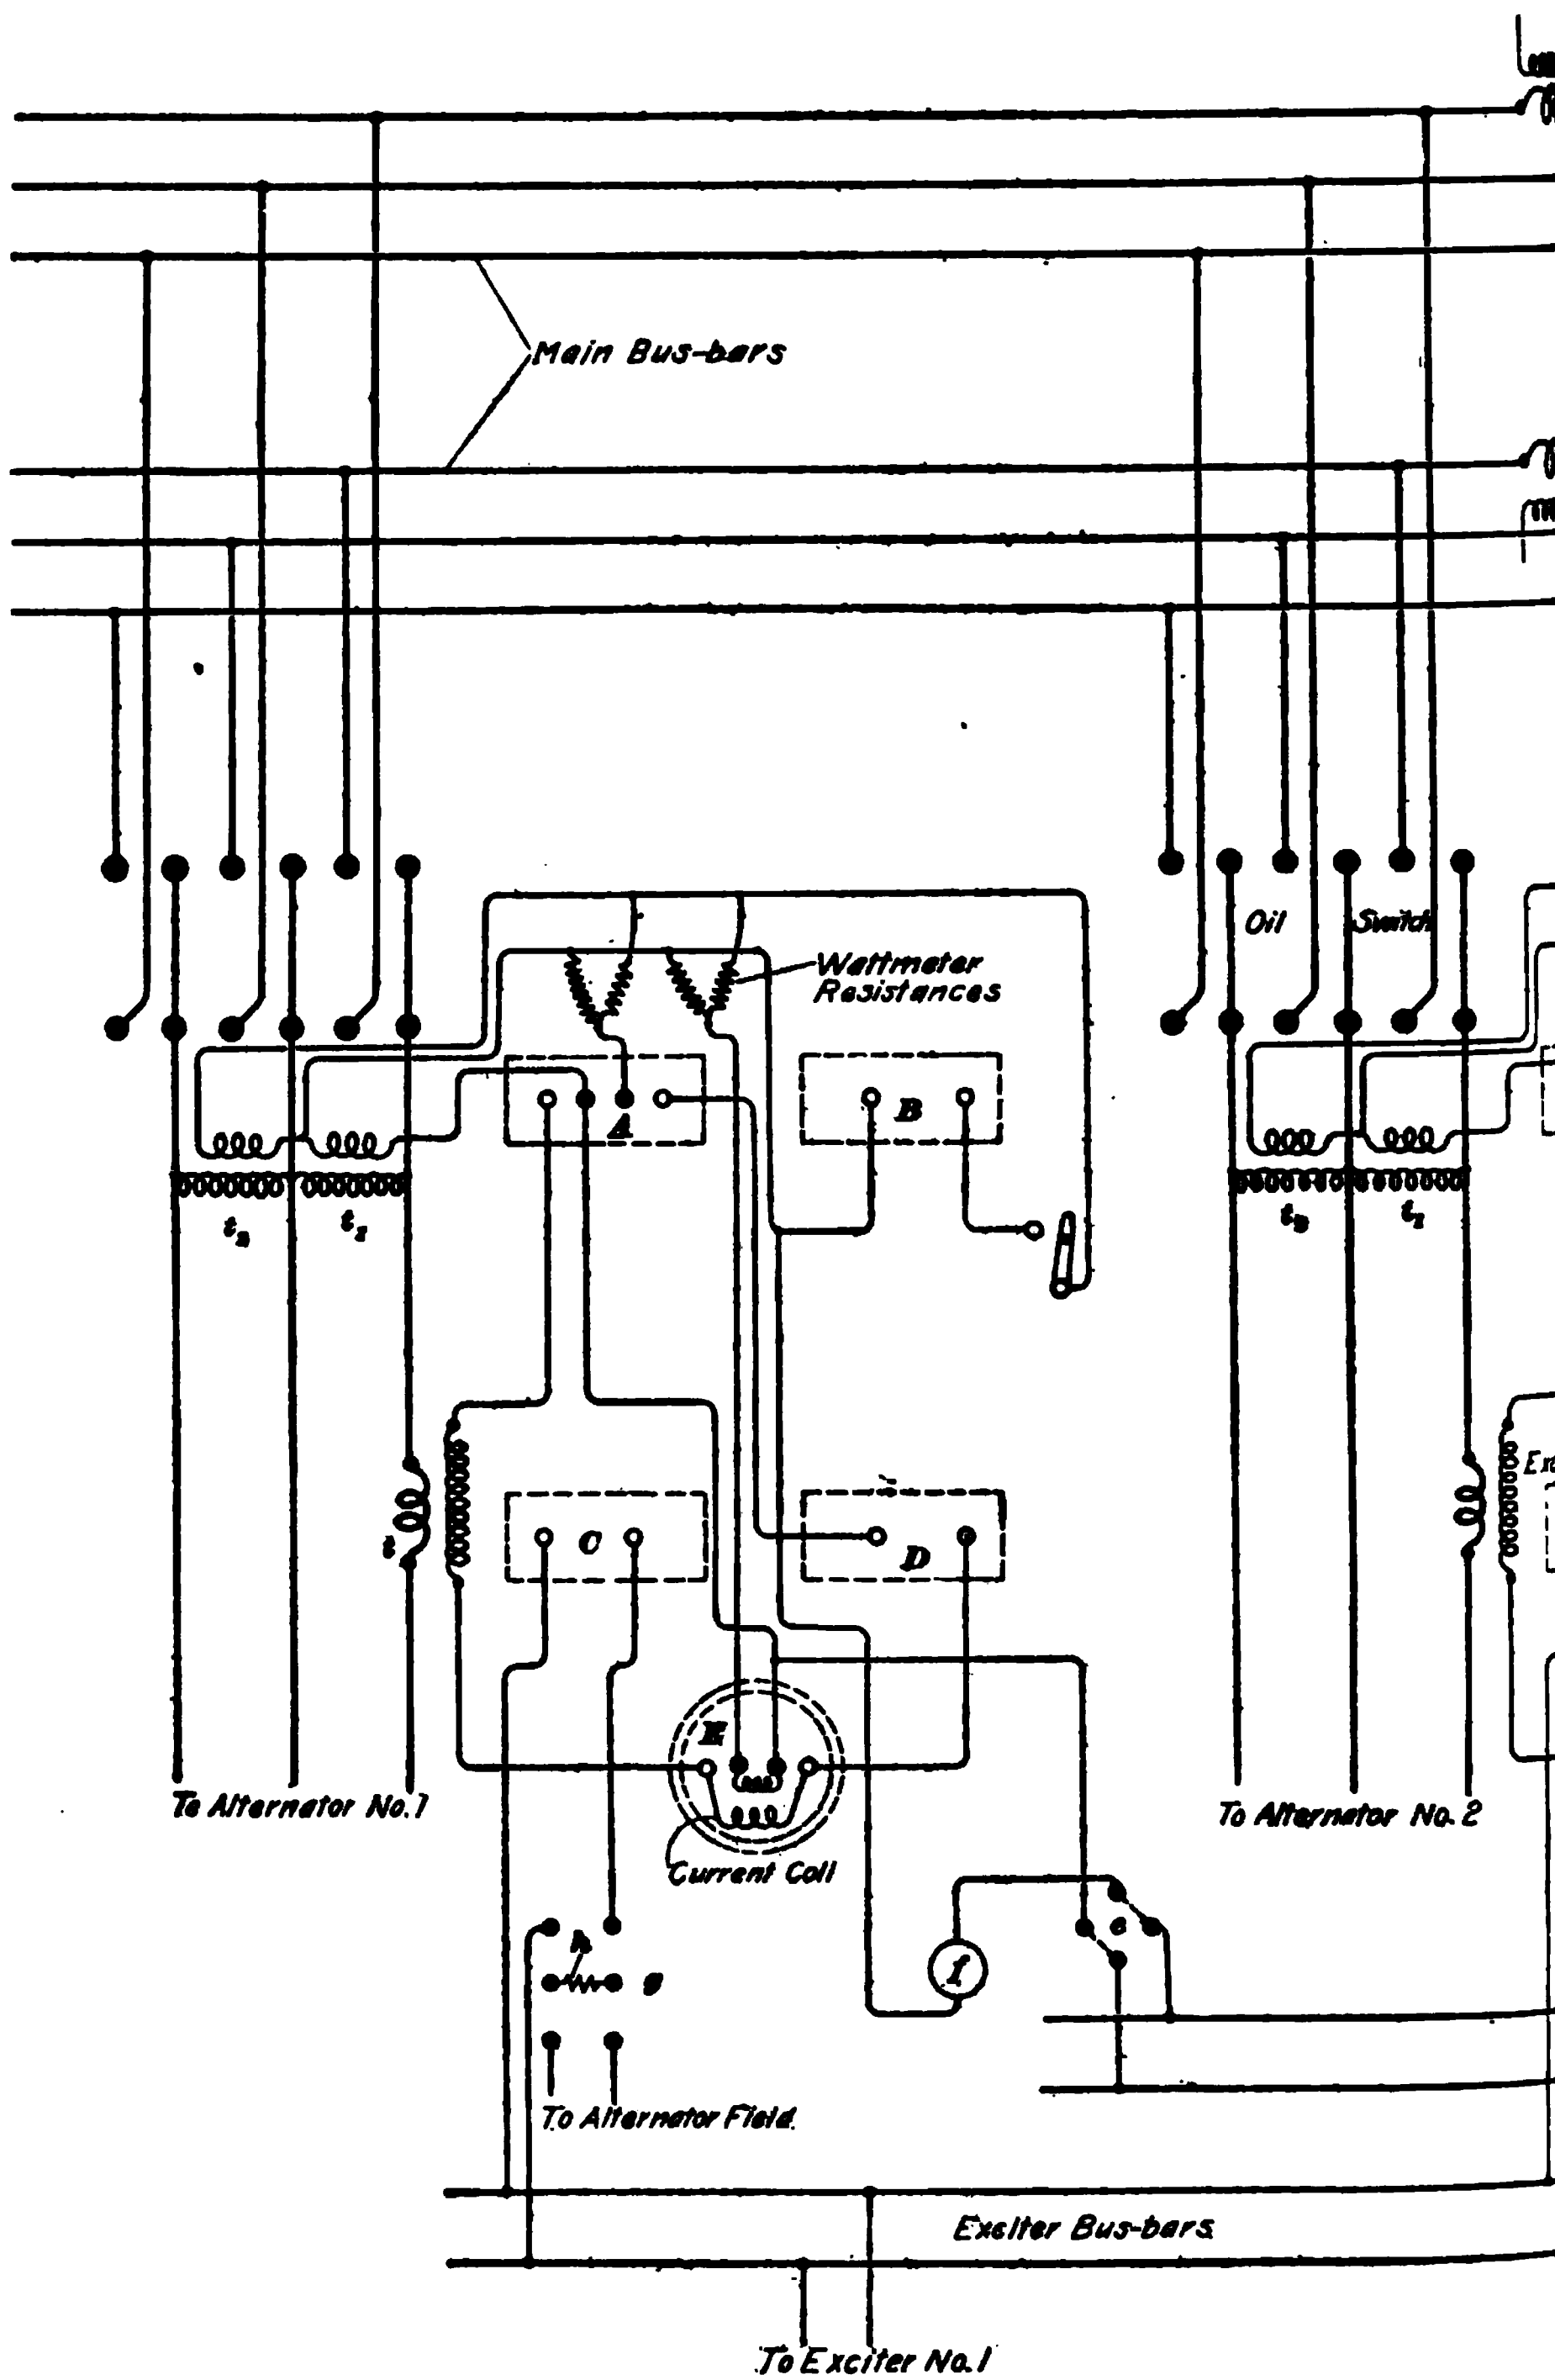 Main Bus-bars
Oil Switch
Wattmeter
Resistances
A
B
t₂ t₁
t₂ t₁
C
D
t
E
To Alternator No. 1
To Alternator No. 2
Current Coil
h
g
e
f
To Alternator Field
Exciter Bus-bars
To Exciter No. 1